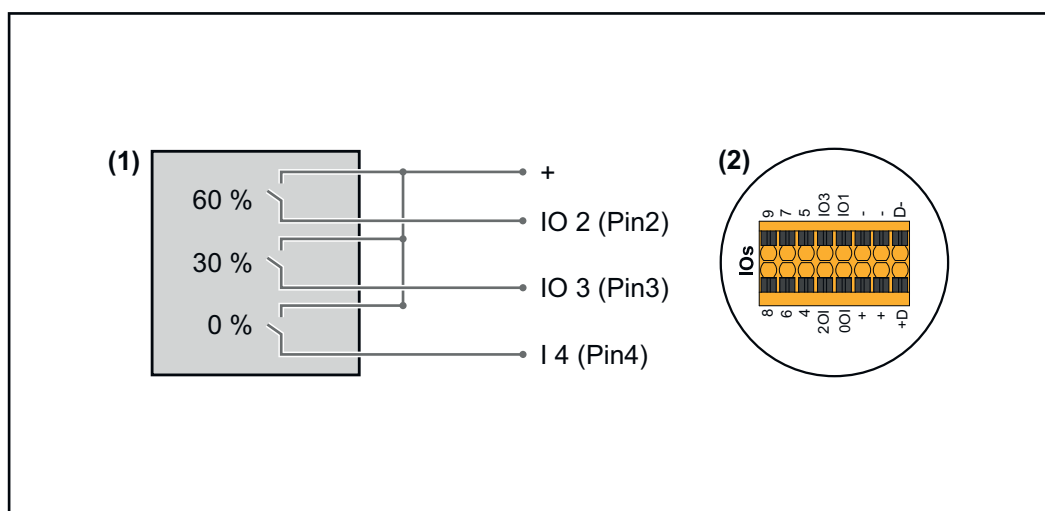 (1)
60 %
30 %
0 %
+
IO 2 (Pin2)
IO 3 (Pin3)
I 4 (Pin4)
(2)
IOs
9 7 5 IO3 IO1 - - D-
8 6 4 IO2 IO0 + + D+